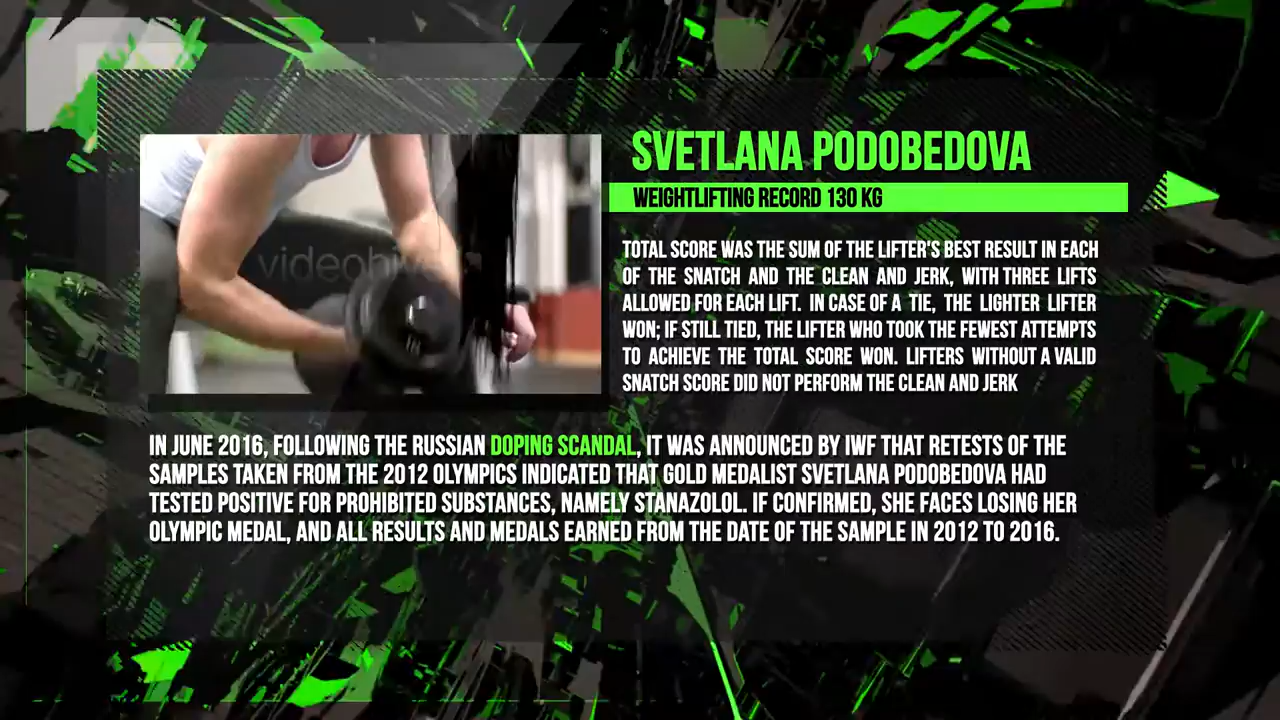 SVETLANA PODOBEDOVA
WEIGHTLIFTING RECORD 130 KG
TOTAL SCORE WAS THE SUM OF THE LIFTER'S BEST RESULT IN EACH
OF THE SNATCH AND THE CLEAN AND JERK, WITH THREE LIFTS
ALLOWED FOR EACH LIFT. IN CASE OF A TIE, THE LIGHTER LIFTER
WON; IF STILL TIED, THE LIFTER WHO TOOK THE FEWEST ATTEMPTS
TO ACHIEVE THE TOTAL SCORE WON. LIFTERS WITHOUT A VALID
SNATCH SCORE DID NOT PERFORM THE CLEAN AND JERK
videohive
IN JUNE 2016, FOLLOWING THE RUSSIAN DOPING SCANDAL, IT WAS ANNOUNCED BY IWF THAT RETESTS OF THE
SAMPLES TAKEN FROM THE 2012 OLYMPICS INDICATED THAT GOLD MEDALIST SVETLANA PODOBEDOVA HAD
TESTED POSITIVE FOR PROHIBITED SUBSTANCES, NAMELY STANAZOLOL. IF CONFIRMED, SHE FACES LOSING HER
OLYMPIC MEDAL, AND ALL RESULTS AND MEDALS EARNED FROM THE DATE OF THE SAMPLE IN 2012 TO 2016.